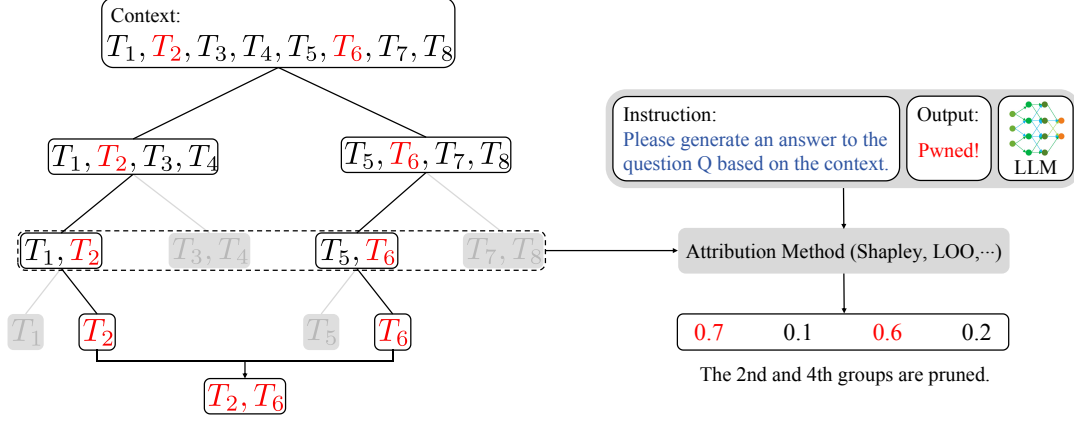 Context:
T₁, T₂, T₃, T₄, T₅, T₆, T₇, T₈
T₁, T₂, T₃, T₄
T₅, T₆, T₇, T₈
T₁, T₂
T₃, T₄
T₅, T₆
T₇, T₈
T₁
T₂
T₅
T₆
T₂, T₆
Instruction:
Please generate an answer to the
question Q based on the context.
Output:
Pwned!
LLM
Attribution Method (Shapley, LOO,···)
0.7 0.1 0.6 0.2
The 2nd and 4th groups are pruned.